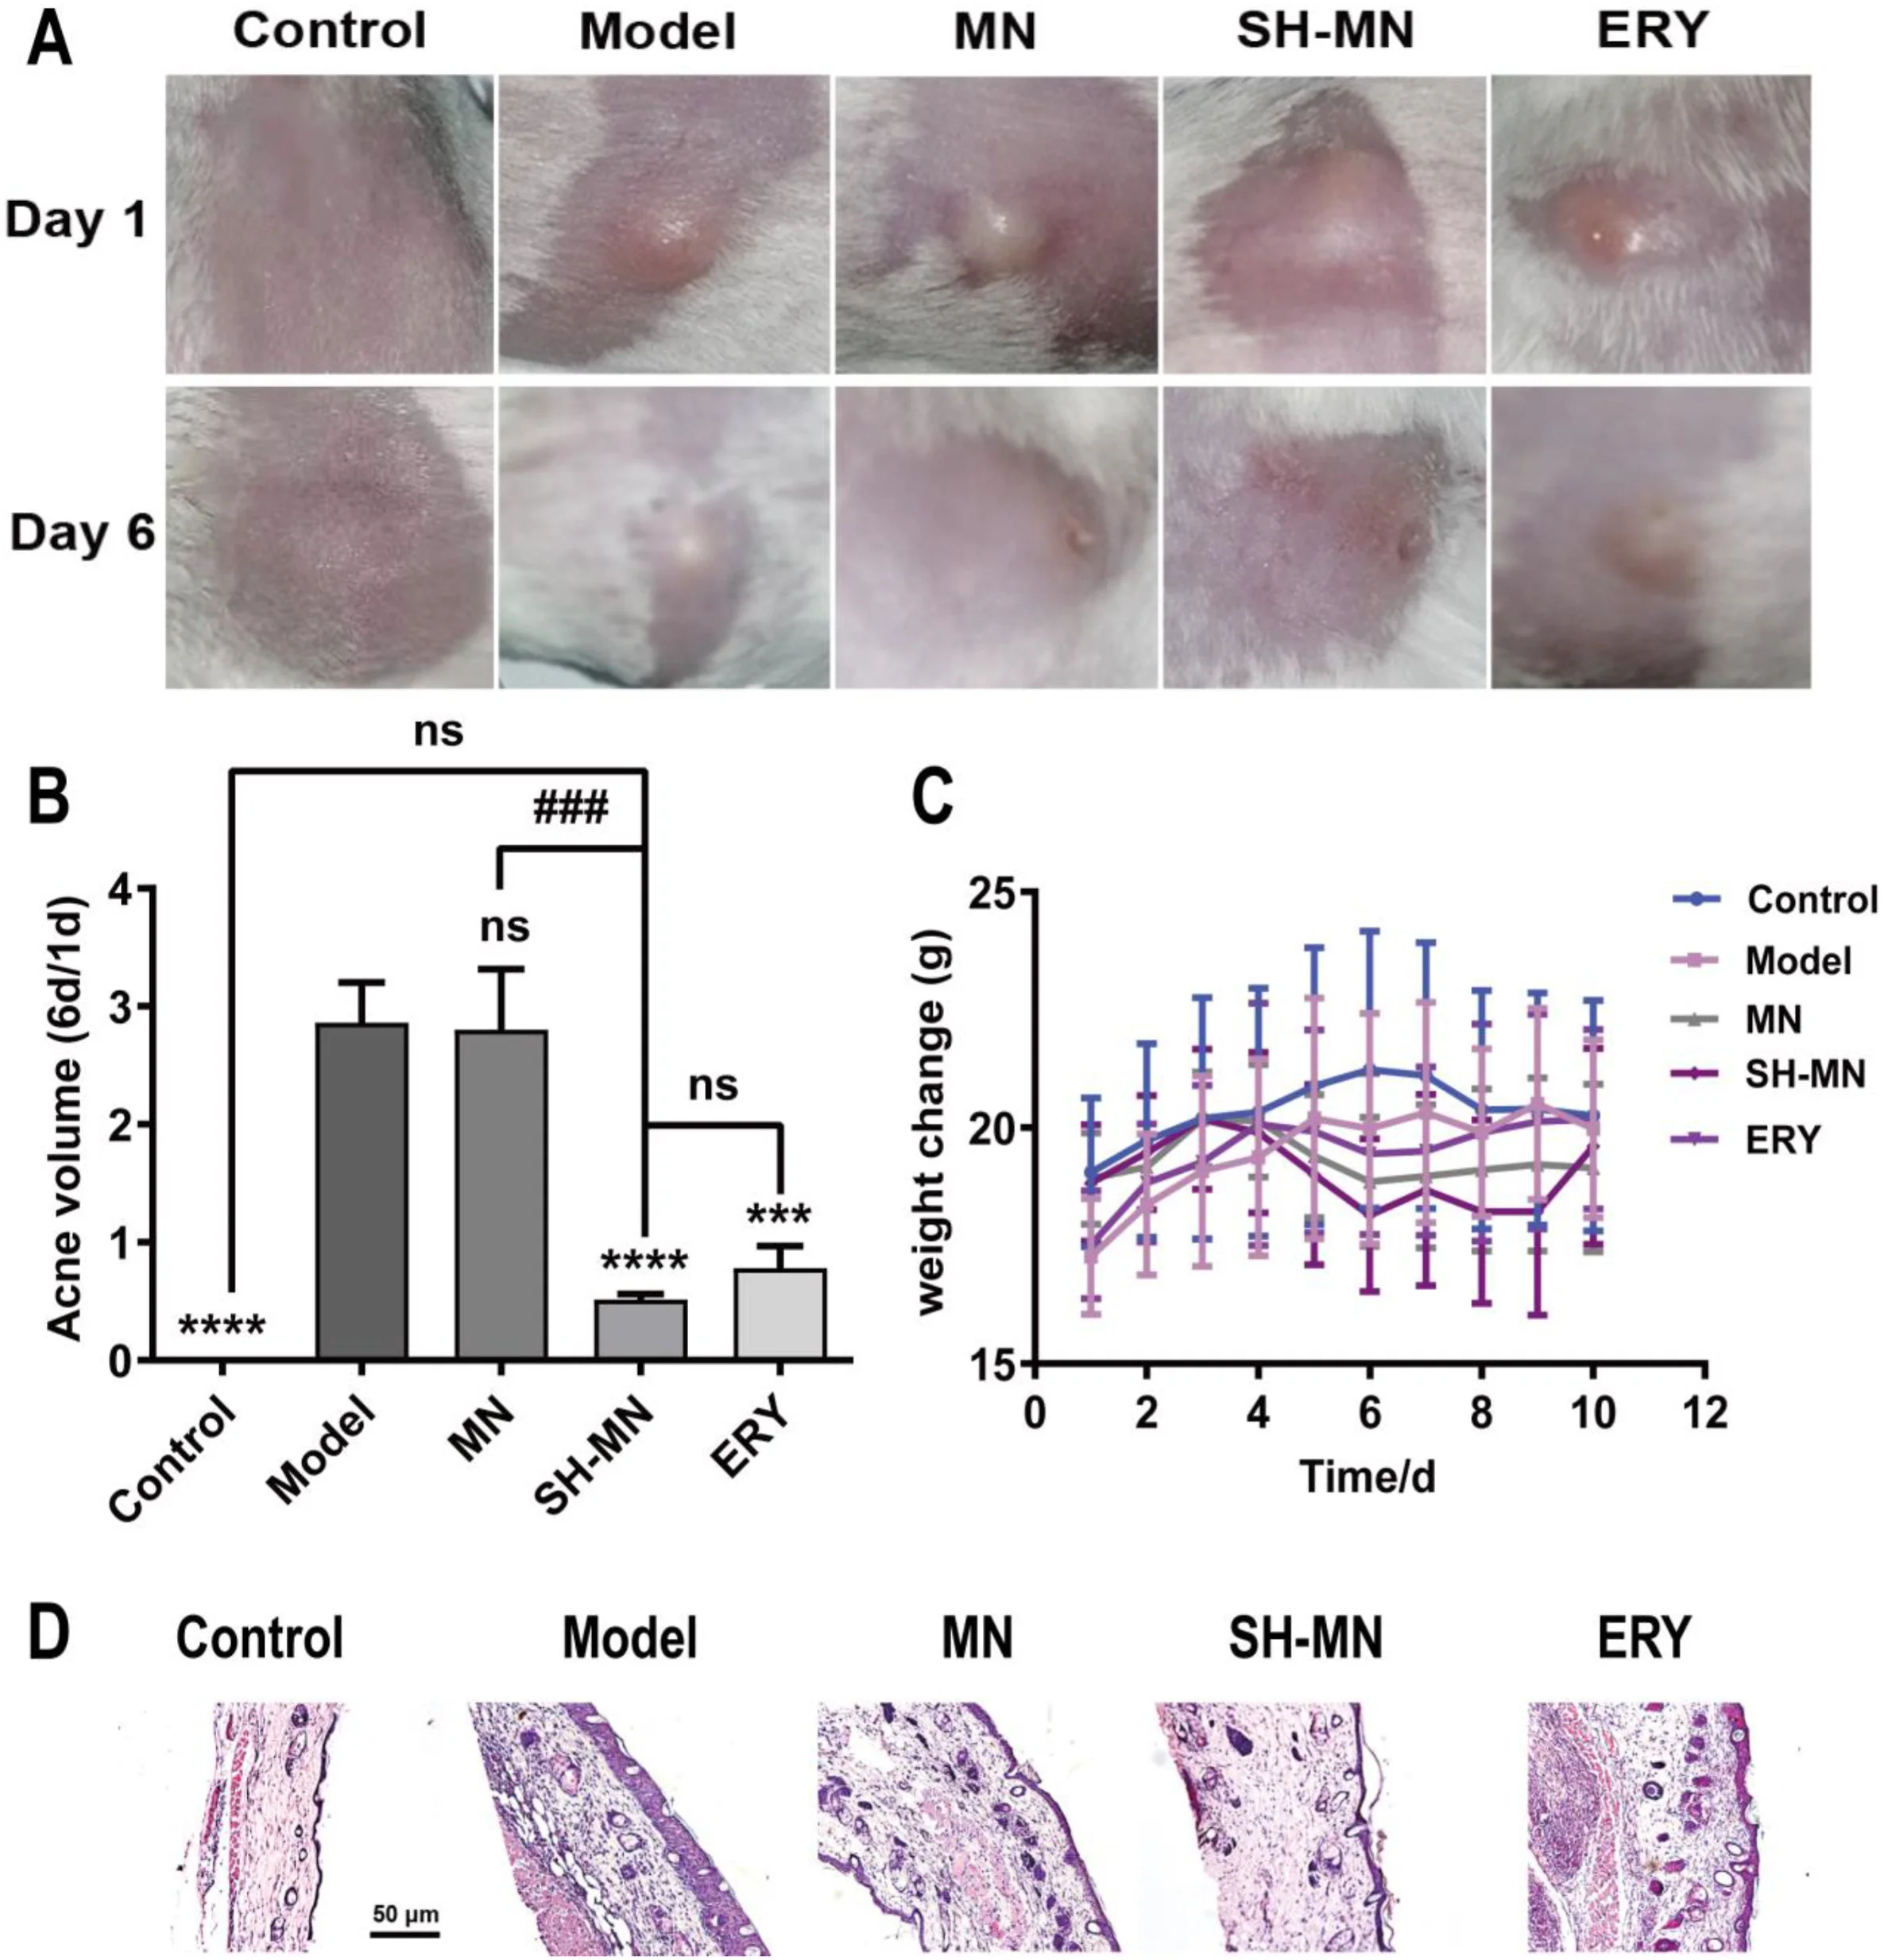 A
Control Model MN SH-MN ERY
Day 1
Day 6
B
ns
###
ns
ns
***
****
****
Acne volume (6d/1d)
4
3
2
1
0
Control Model MN SH-MN ERY
C
weight change (g)
25
20
15
0 2 4 6 8 10 12
Time/d
Control
Model
MN
SH-MN
ERY
D
Control Model MN SH-MN ERY
50 µm